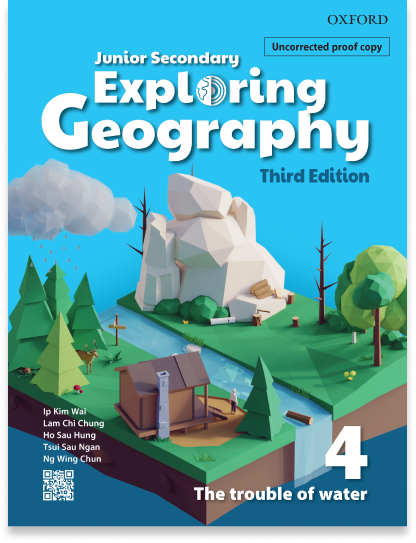 OXFORD
Uncorrected proof copy
Junior Secondary
Exploring
Geography
Third Edition
Ip Kim Wai
Lam Chi Chung
Ho Sau Hung
Tsui Sau Ngan
Ng Wing Chun
4
The trouble of water